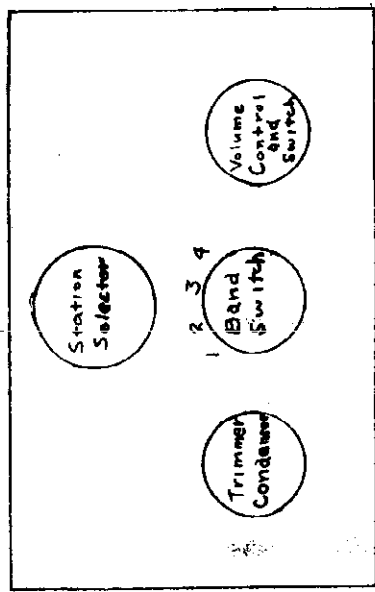 Station
Selector
1 2 3 4
Trimmer
Condenser
Band
Switch
Volume
Control
and
Switch